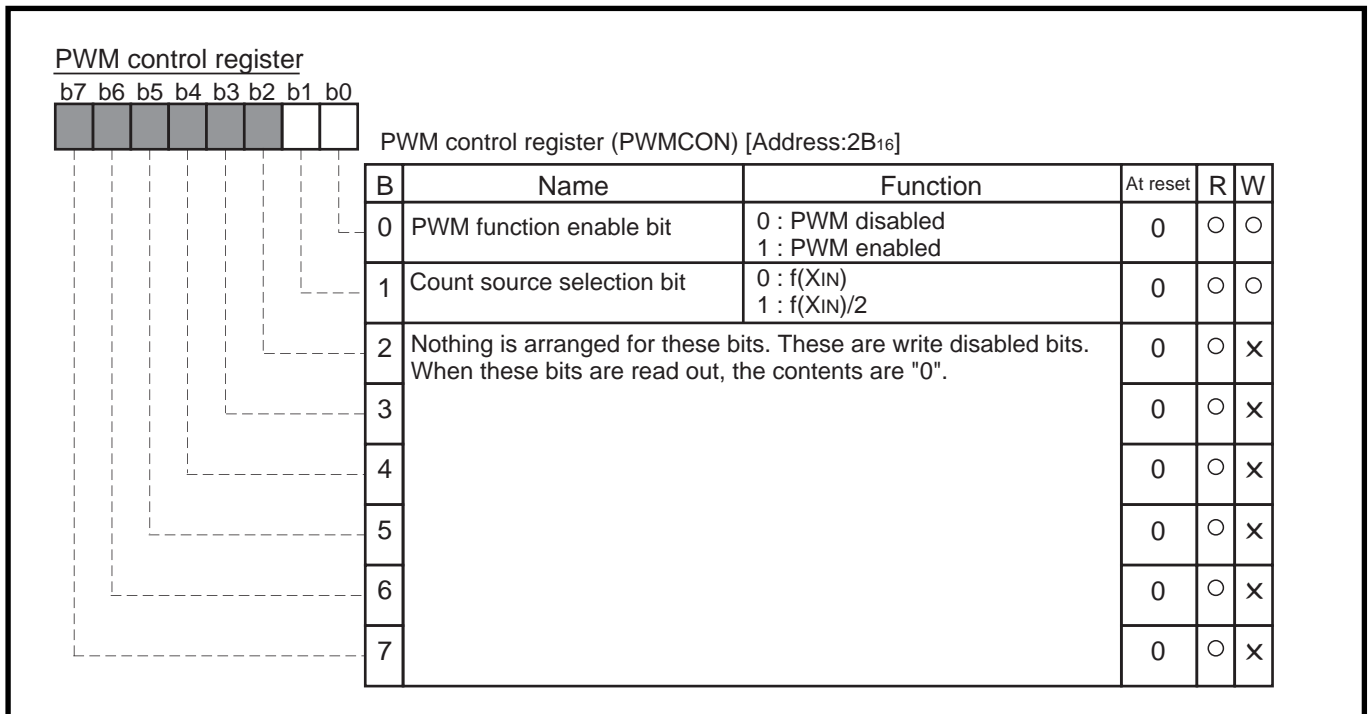 PWM control register
b7 b6 b5 b4 b3 b2 b1 b0
PWM control register (PWMCON) [Address:2B16]
B Name Function At reset R W
0 PWM function enable bit 0 : PWM disabled 0 ○ ○
1 : PWM enabled
1 Count source selection bit 0 : f(XIN) 0 ○ ○
1 : f(XIN)/2
2 Nothing is arranged for these bits. These are write disabled bits. 0 ○ ×
When these bits are read out, the contents are "0".
3 0 ○ ×
4 0 ○ ×
5 0 ○ ×
6 0 ○ ×
7 0 ○ ×